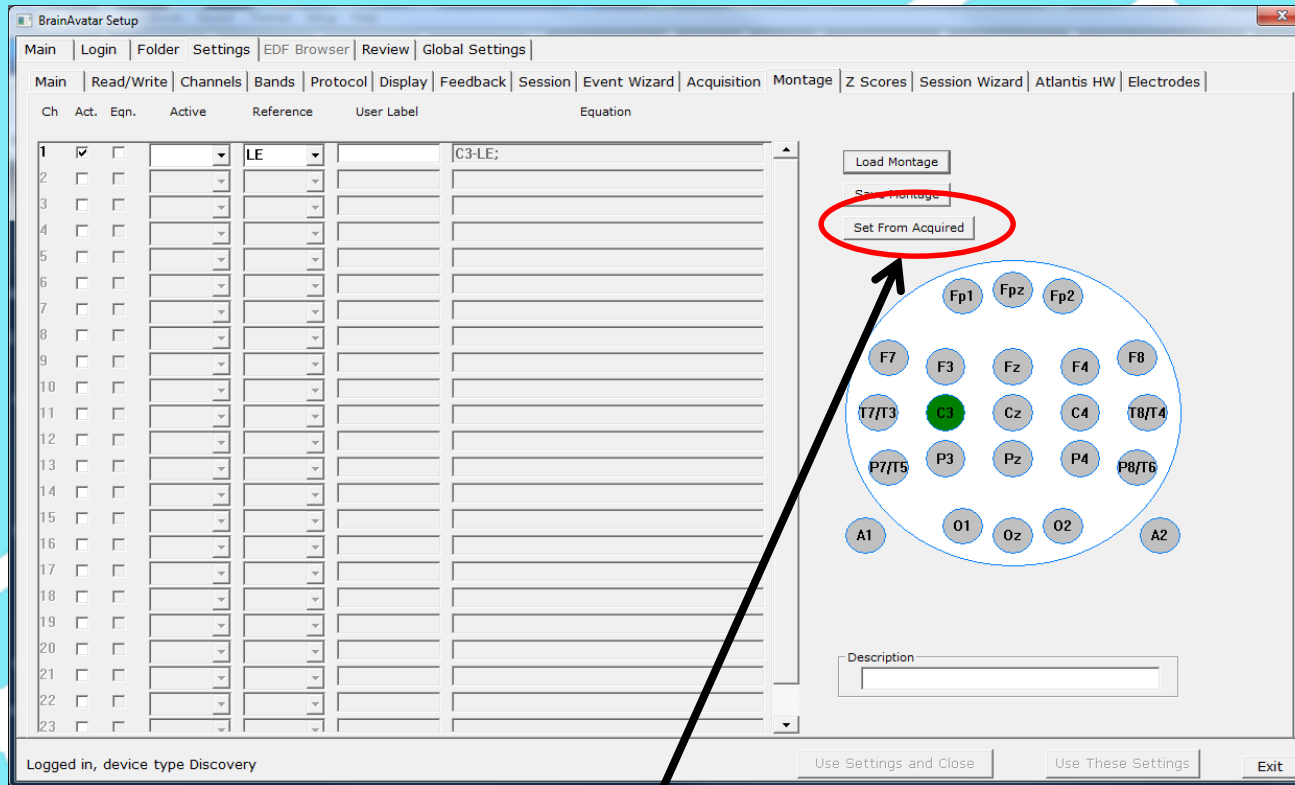 BrainAvatar Setup
Main Login Folder Settings EDF Browser Review Global Settings
Main Read/Write Channels Bands Protocol Display Feedback Session Event Wizard Acquisition Montage Z Scores Session Wizard Atlantis HW Electrodes
Ch Act. Eqn. Active Reference User Label Equation
1 LE C3-LE;
2
3
4
5
6
7
8
9
10
11
12
13
14
15
16
17
18
19
20
21
22
23
Load Montage
Save Montage
Set From Acquired
Fp1 Fpz Fp2
F7 F3 Fz F4 F8
T7/T3 C3 Cz C4 T8/T4
P7/T5 P3 Pz P4 P8/T6
A1 O1 Oz O2 A2
Description
Logged in, device type Discovery Use Settings and Close Use These Settings Exit